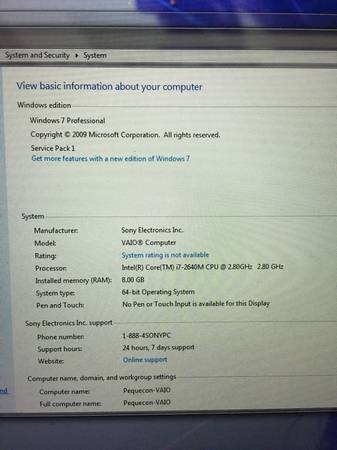 System and Security ▸ System
View basic information about your computer
Windows edition
Windows 7 Professional
Copyright © 2009 Microsoft Corporation. All rights reserved.
Service Pack 1
Get more features with a new edition of Windows 7
System
Manufacturer: Sony Electronics Inc.
Model: VAIO® Computer
Rating: System rating is not available
Processor: Intel(R) Core(TM) i7-2640M CPU @ 2.80GHz 2.80 GHz
Installed memory (RAM): 8.00 GB
System type: 64-bit Operating System
Pen and Touch: No Pen or Touch Input is available for this Display
Sony Electronics Inc. support
Phone number: 1-888-4SONYPC
Support hours: 24 hours, 7 days support
Website: Online support
Computer name, domain, and workgroup settings
Computer name: Pequecon-VAIO
Full computer name: Pequecon-VAIO